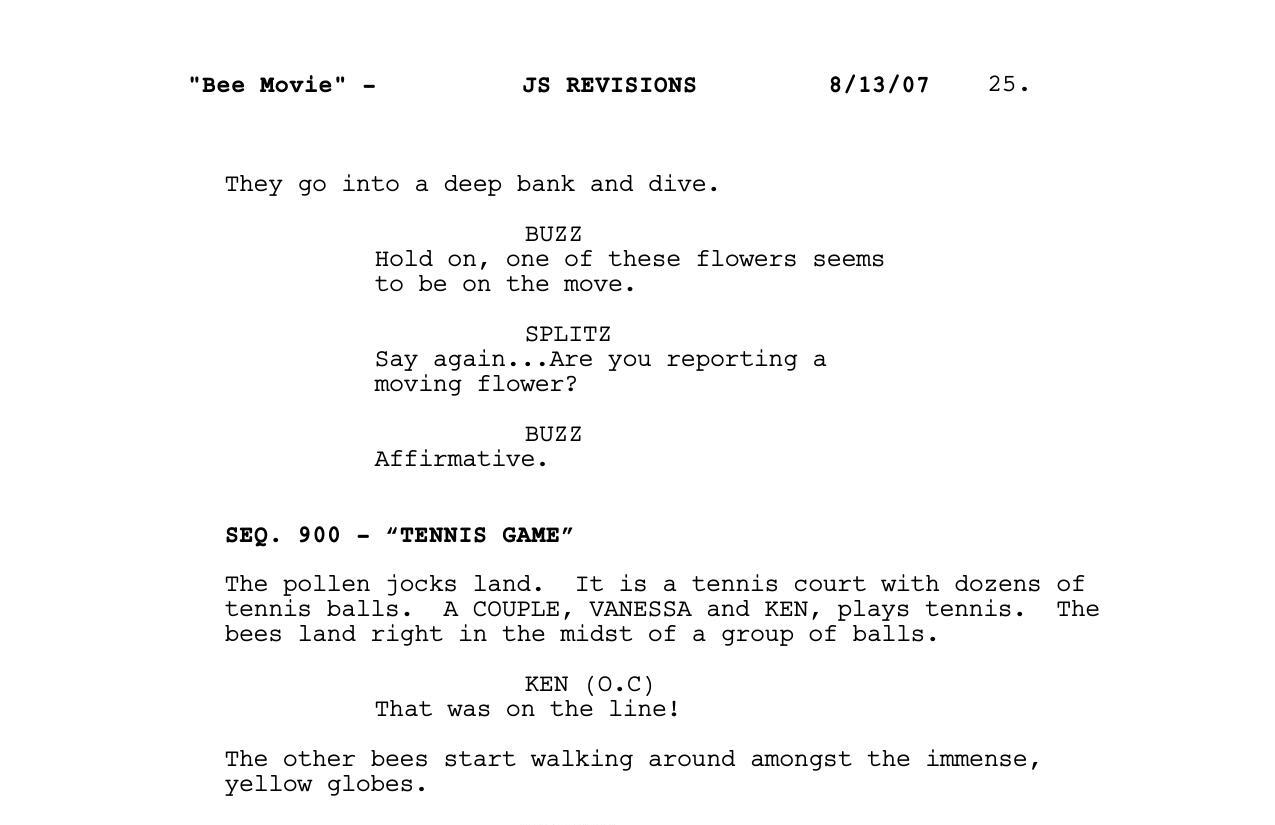 "Bee Movie" - JS REVISIONS 8/13/07 25.
They go into a deep bank and dive.
BUZZ
Hold on, one of these flowers seems
to be on the move.
SPLITZ
Say again...Are you reporting a
moving flower?
BUZZ
Affirmative.
SEQ. 900 - “TENNIS GAME”
The pollen jocks land.  It is a tennis court with dozens of
tennis balls.  A COUPLE, VANESSA and KEN, plays tennis.  The
bees land right in the midst of a group of balls.
KEN (O.C)
That was on the line!
The other bees start walking around amongst the immense,
yellow globes.